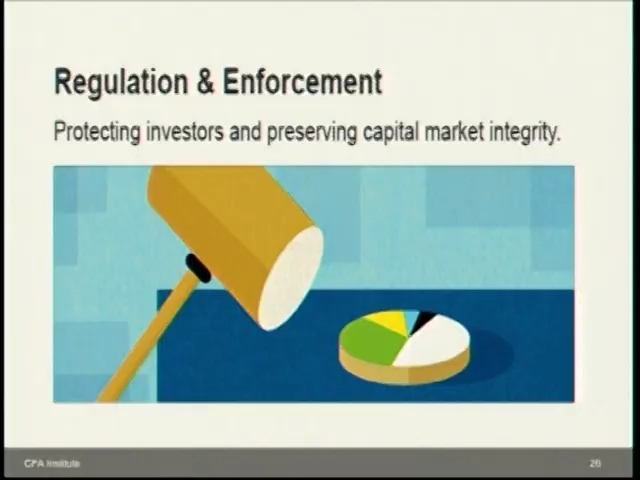 Regulation & Enforcement
Protecting investors and preserving capital market integrity.
CFA Institute
26